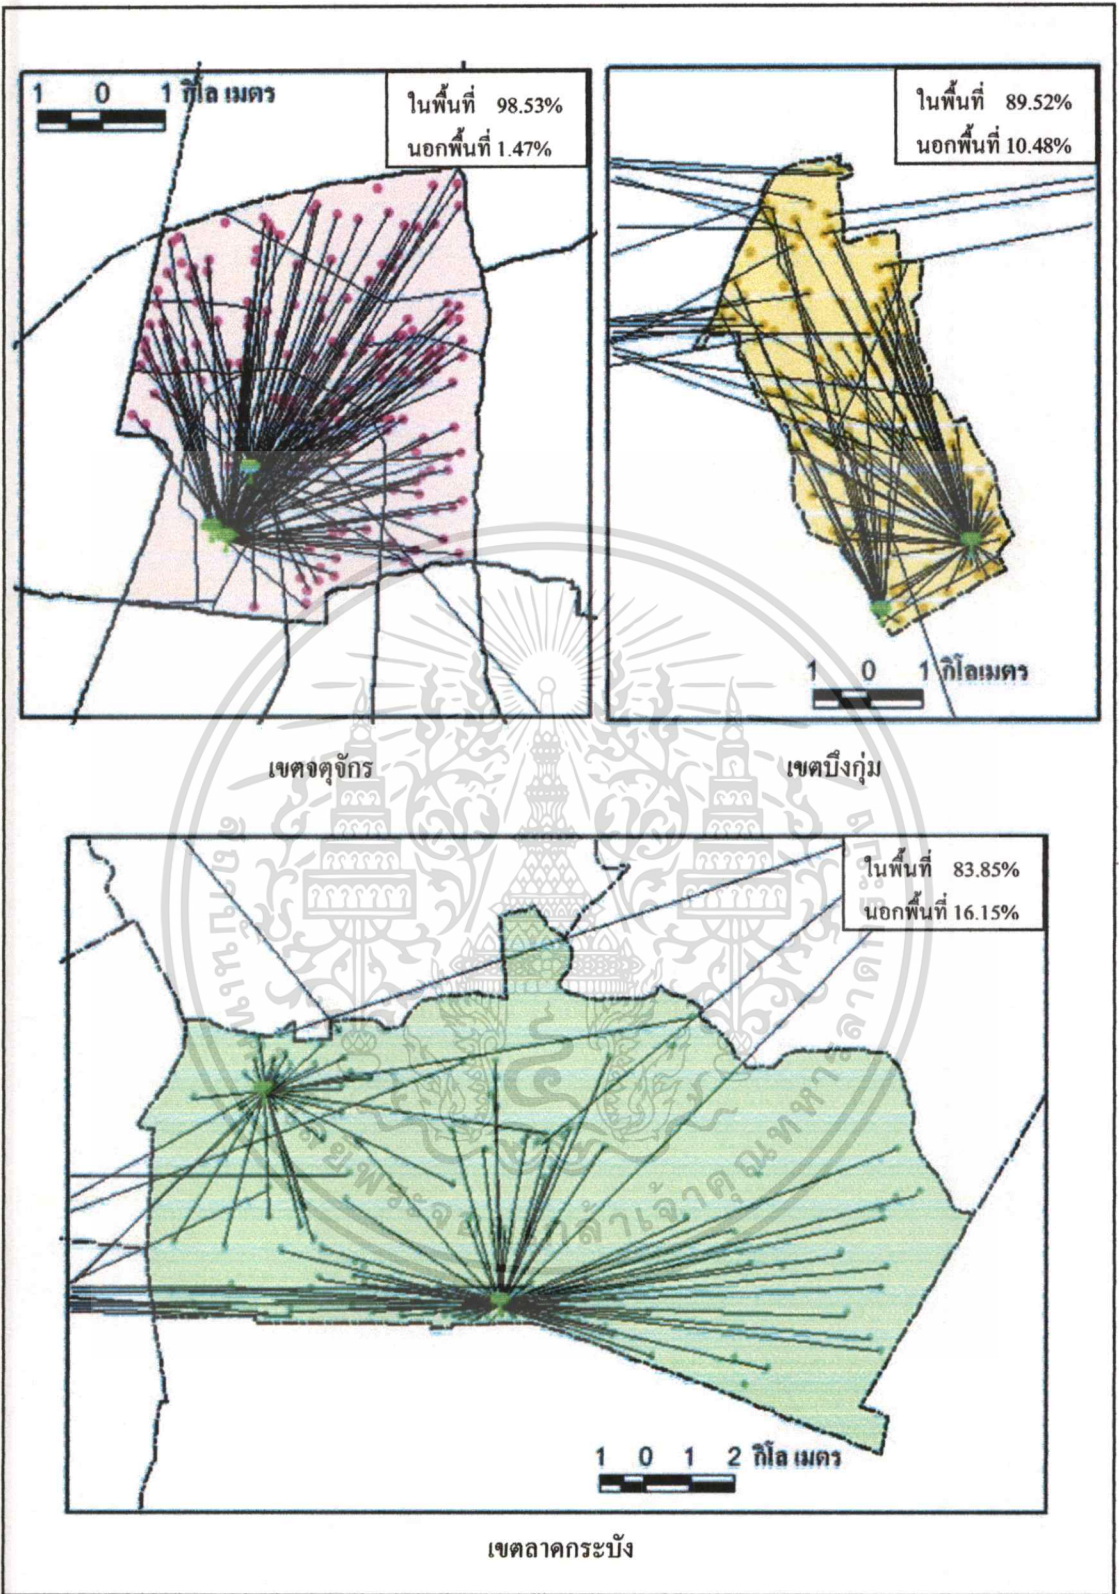 1 0 1 กิโล เมตร
ในพื้นที่ 98.53%
นอกพื้นที่ 1.47%
ในพื้นที่ 89.52%
นอกพื้นที่ 10.48%
1 0 1 กิโลเมตร
เขตจตุจักร
เขตบึงกุ่ม
ในพื้นที่ 83.85%
นอกพื้นที่ 16.15%
1 0 1 2 กิโล เมตร
เขตลาดกระบัง